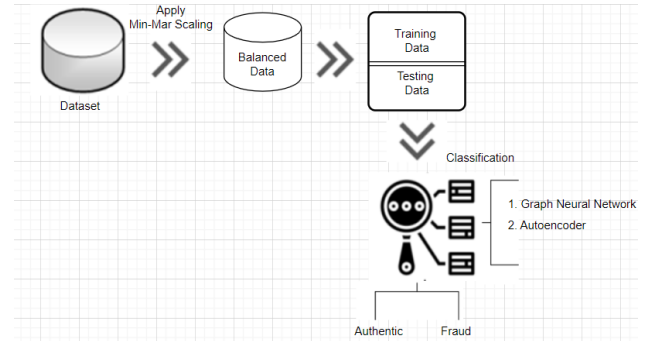 Apply
Min-Mar Scaling
Dataset
Balanced
Data
Training
Data
Testing
Data
Classification
1. Graph Neural Network
2. Autoencoder
Authentic
Fraud